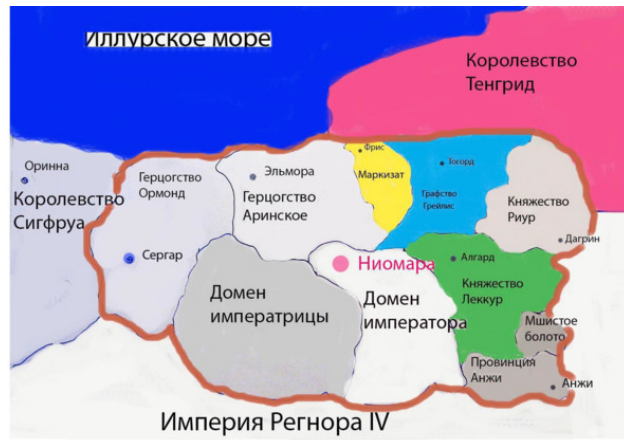 Иллурское море
Королевство
Тенгрид
Оринна
Королевство
Сигфруа
Герцогство
Ормонд
Сергар
Эльмора
Герцогство
Аринское
Фрис
Маркизат
Тогорд
Графство
Грейлис
Княжество
Риур
Дагрин
Ниомара
Домен
императрицы
Домен
императора
Алгард
Княжество
Леккур
Мшистое
болото
Провинция
Анжи
Анжи
Империя Регнора IV